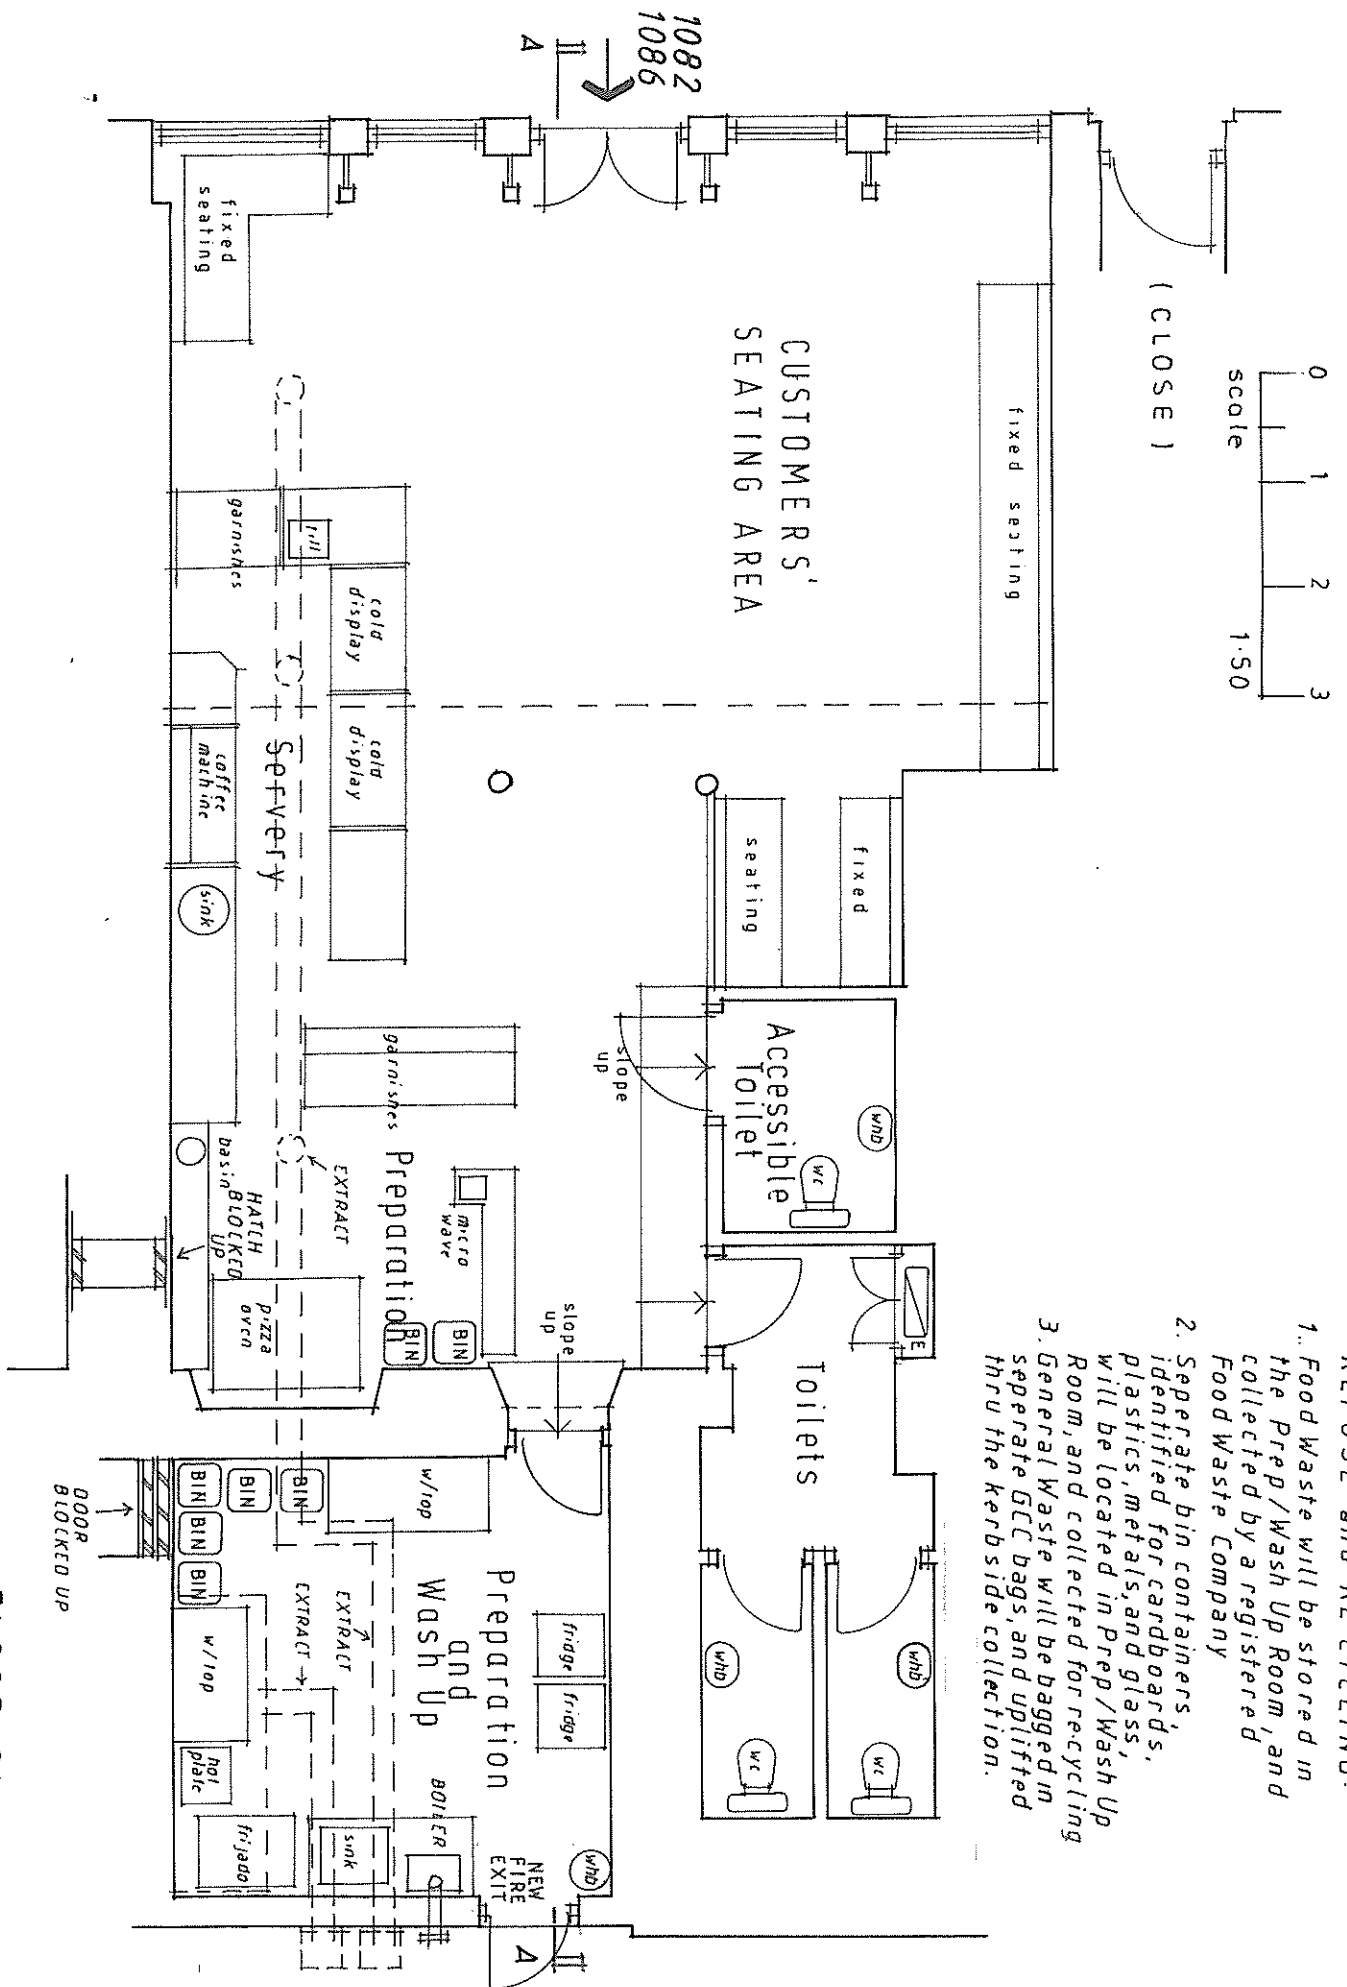 1082
1086
A
(CLOSE)
0 1 2 3
scale 1:50
fixed
seating
CUSTOMERS'
SEATING AREA
fixed seating
garnishes
till
cold
display
cold
display
coffee
machine
Servery
sink
seating
fixed
garnishes
slope
up
Accessible
Toilet
whb
wc
basin
HATCH
BLOCKED
UP
EXTRACT
Preparation
micro
wave
pizza
oven
BIN
BIN
slope
up
E
Toilets
whb
wc
whb
wc
DOOR
BLOCKED UP
BIN
BIN
BIN
BIN
BIN
w/top
w/top
EXTRACT
EXTRACT
Preparation
and
Wash Up
fridge
fridge
hot
plate
frijado
sink
BOILER
NEW
FIRE
EXIT
whb
A
1. Food Waste will be stored in
the Prep/Wash Up Room, and
collected by a registered
Food Waste Company
2. Seperate bin containers,
identified for cardboards,
plastics, metals, and glass,
will be located in Prep/Wash Up
Room, and collected for recycling
3. General Waste will be bagged in
seperate GCC bags and uplifted
thru the kerbside collection.